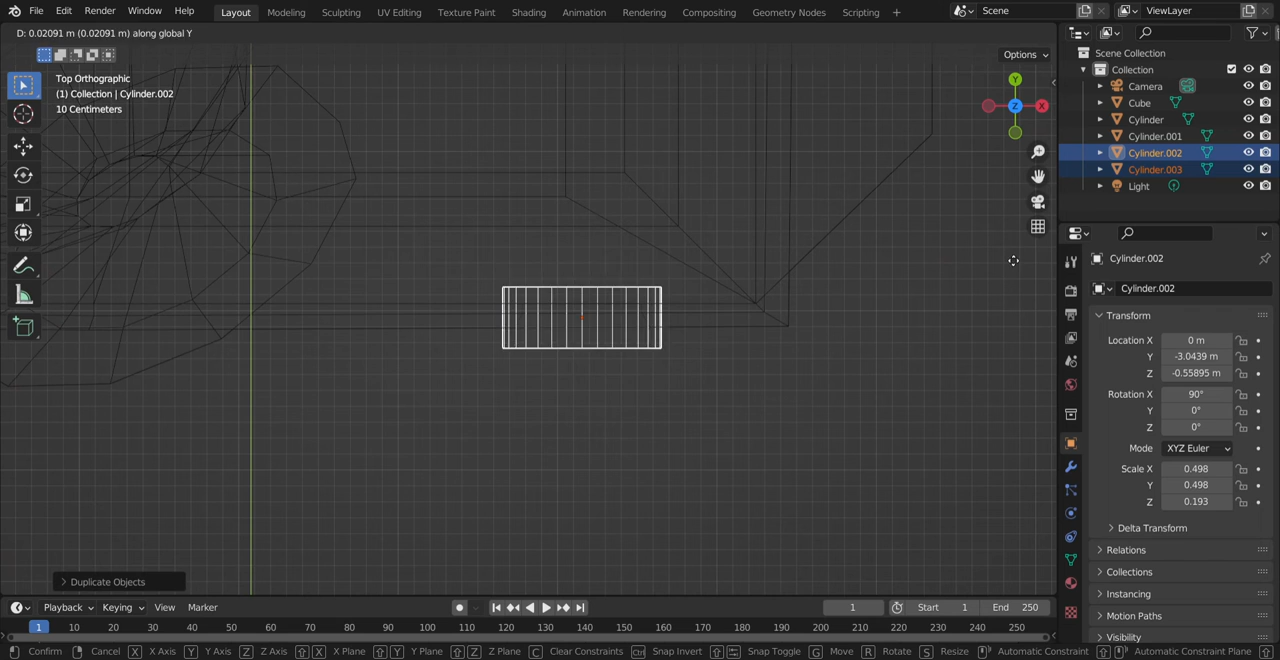 File Edit Render Window Help Layout Modeling Sculpting UV Editing Texture Paint Shading Animation Rendering Compositing Geometry Nodes Scripting + Scene ViewLayer
D: 0.02091 m (0.02091 m) along global Y
Options
Top Orthographic
(1) Collection | Cylinder.002
10 Centimeters
Y
Z
X
Scene Collection
Collection
Camera
Cube
Cylinder
Cylinder.001
Cylinder.002
Cylinder.003
Light
Cylinder.002
Cylinder.002
Transform
Location X 0 m
Y -3.0439 m
Z -0.55895 m
Rotation X 90°
Y 0°
Z 0°
Mode XYZ Euler
Scale X 0.498
Y 0.498
Z 0.193
Delta Transform
Relations
Collections
Instancing
Motion Paths
Visibility
Duplicate Objects
Playback Keying View Marker 1 Start 1 End 250
1 10 20 30 40 50 60 70 80 90 100 110 120 130 140 150 160 170 180 190 200 210 220 230 240 250
Confirm Cancel X X Axis Y Y Axis Z Z Axis X X Plane Y Y Plane Z Z Plane C Clear Constraints Ctrl Snap Invert Snap Toggle G Move R Rotate S Resize Automatic Constraint Automatic Constraint Plane